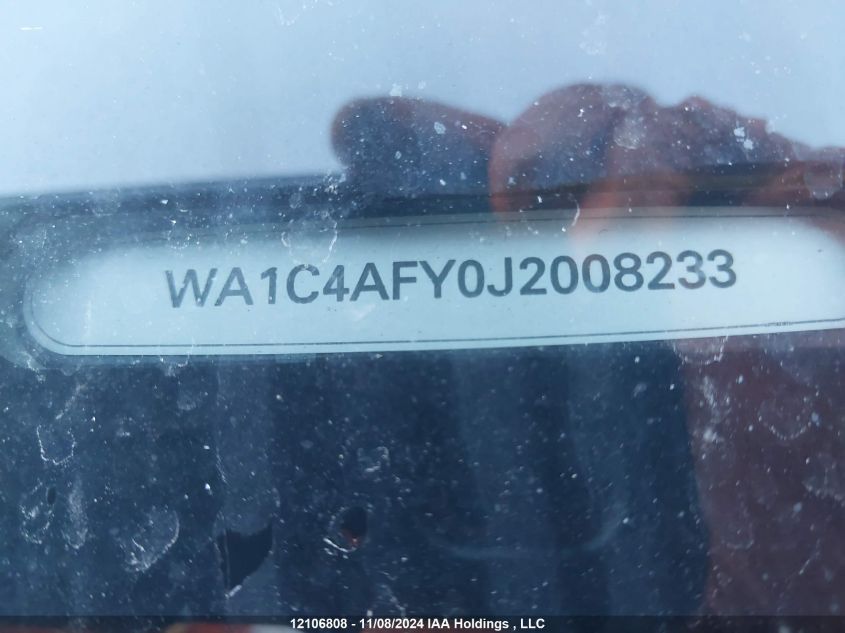 WA1C4AFY0J2008233
12106808 - 11/08/2024 IAA Holdings , LLC